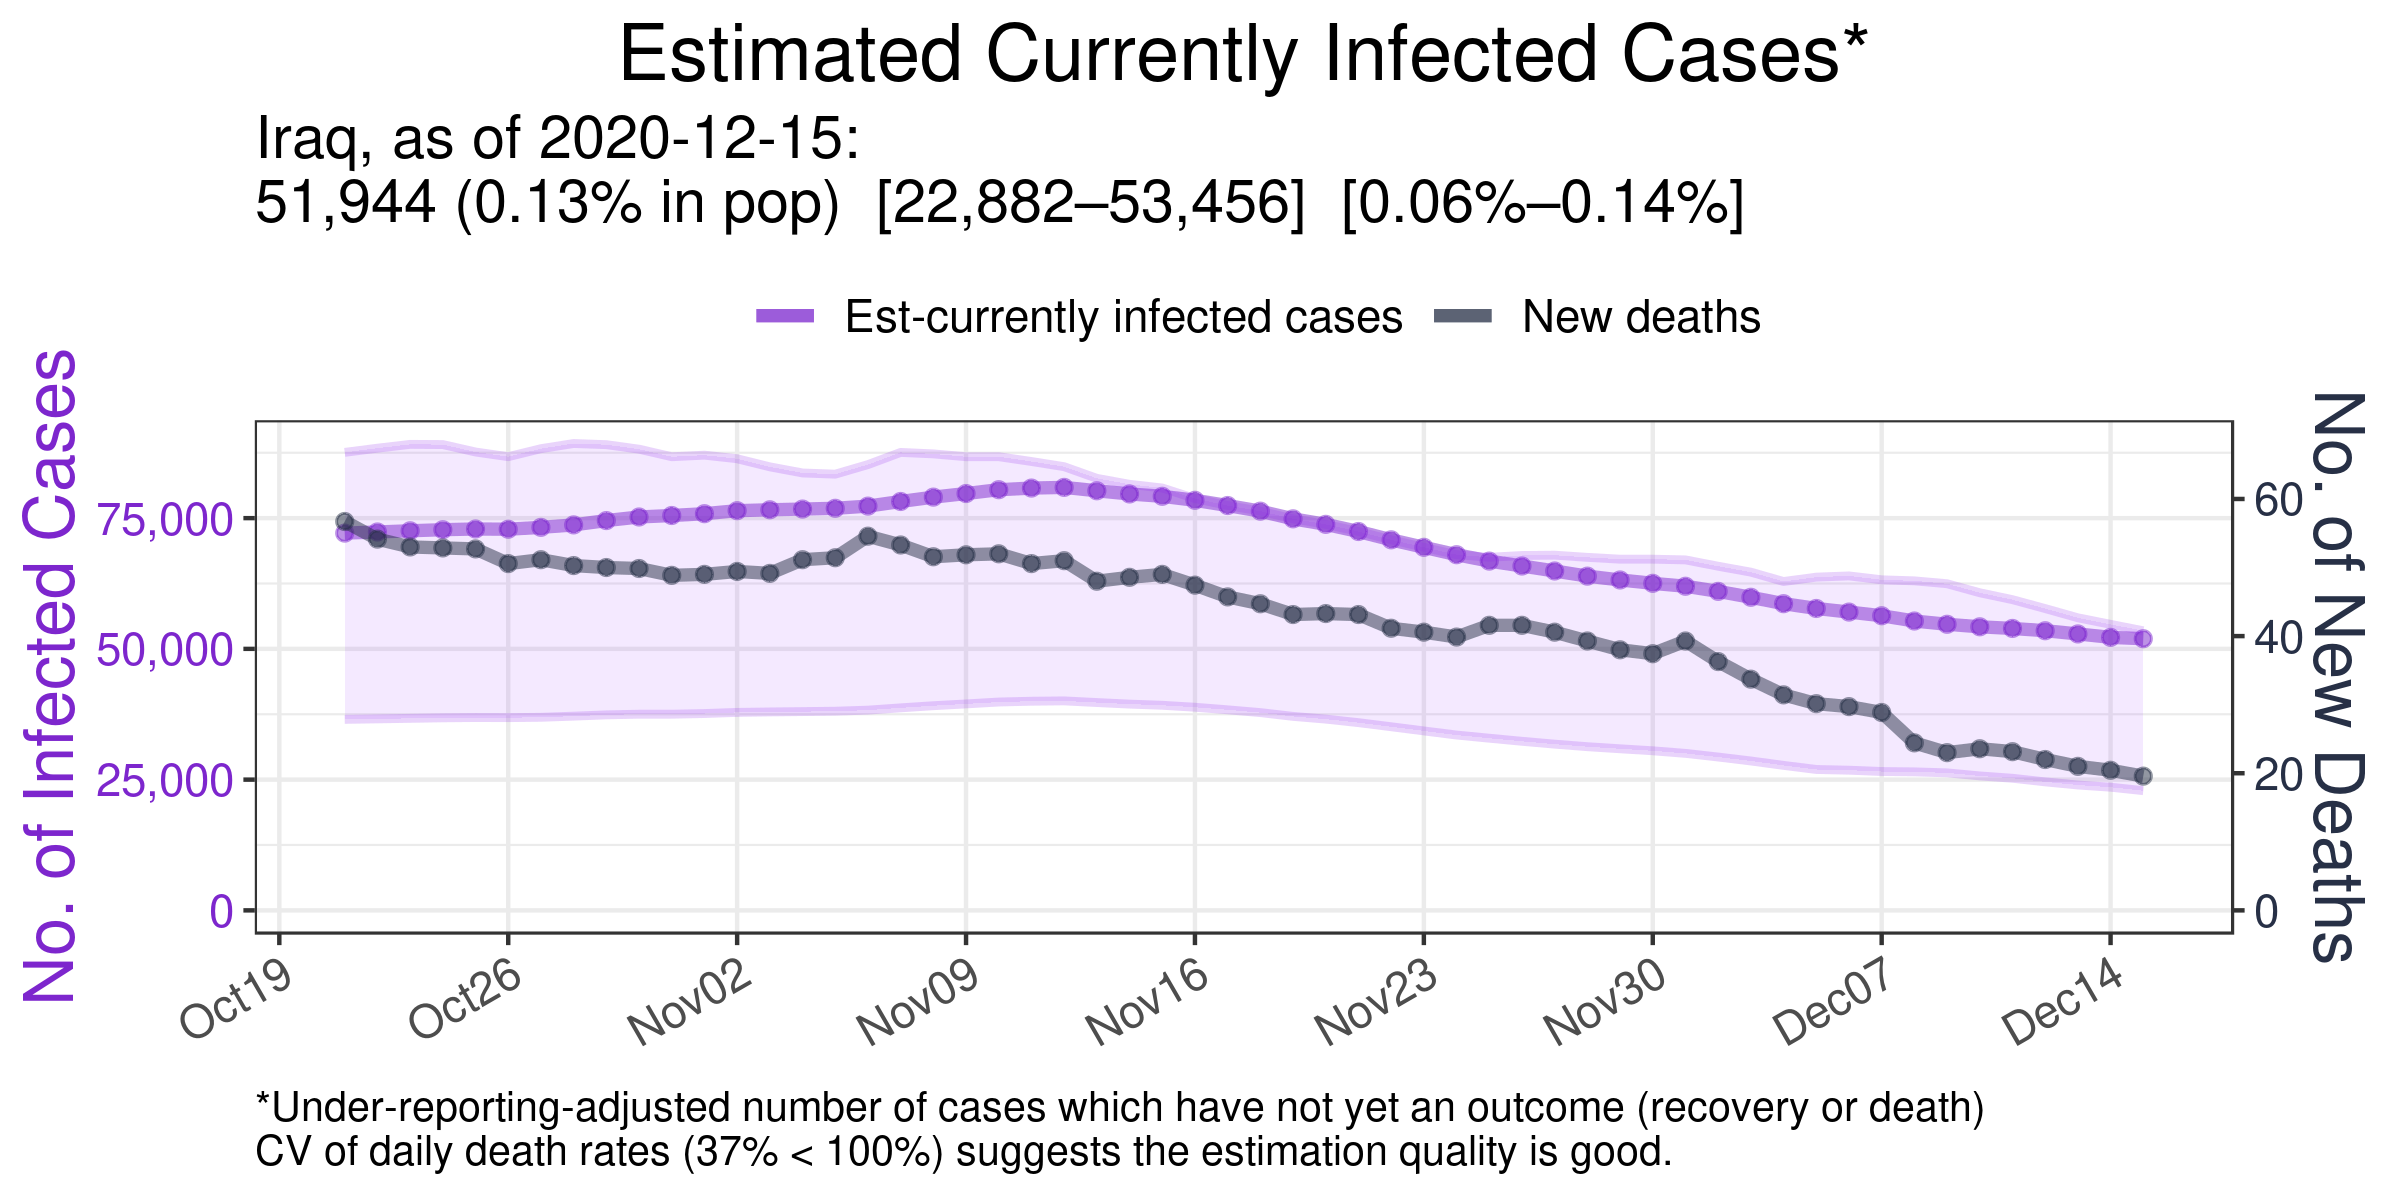 Estimated Currently Infected Cases*
Iraq, as of 2020-12-15:
51,944 (0.13% in pop)  [22,882–53,456]  [0.06%–0.14%]
Est-currently infected cases
New deaths
No. of Infected Cases
75,000
50,000
25,000
0
No. of New Deaths
60
40
20
0
Oct19
Oct26
Nov02
Nov09
Nov16
Nov23
Nov30
Dec07
Dec14
*Under-reporting-adjusted number of cases which have not yet an outcome (recovery or death)
CV of daily death rates (37% < 100%) suggests the estimation quality is good.